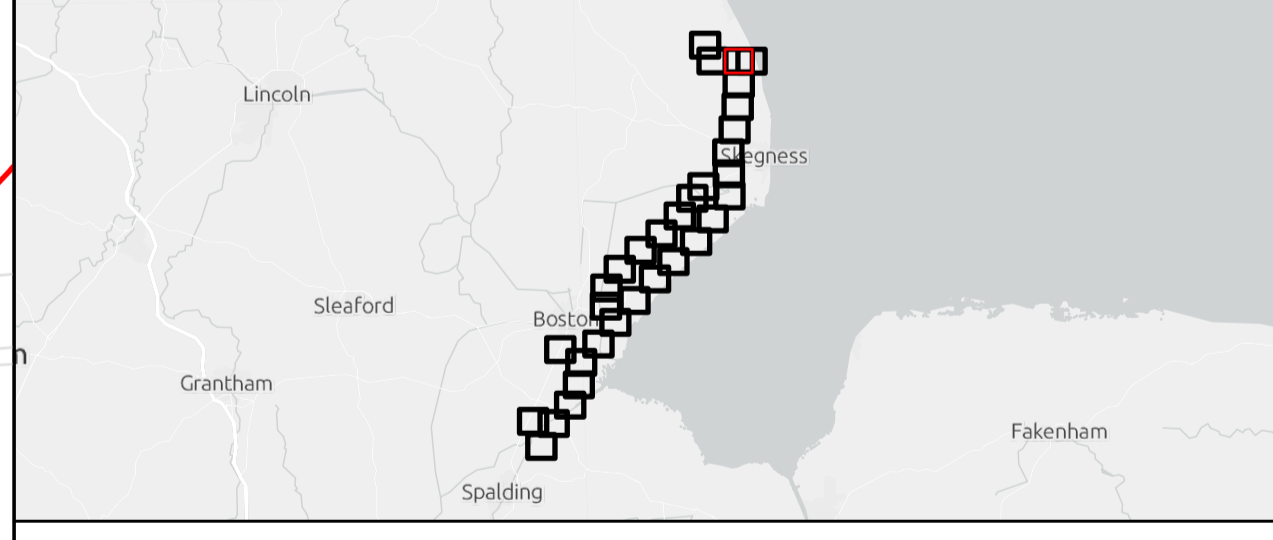 Lincoln
Skegness
Sleaford
Boston
n
Grantham
Fakenham
Spalding